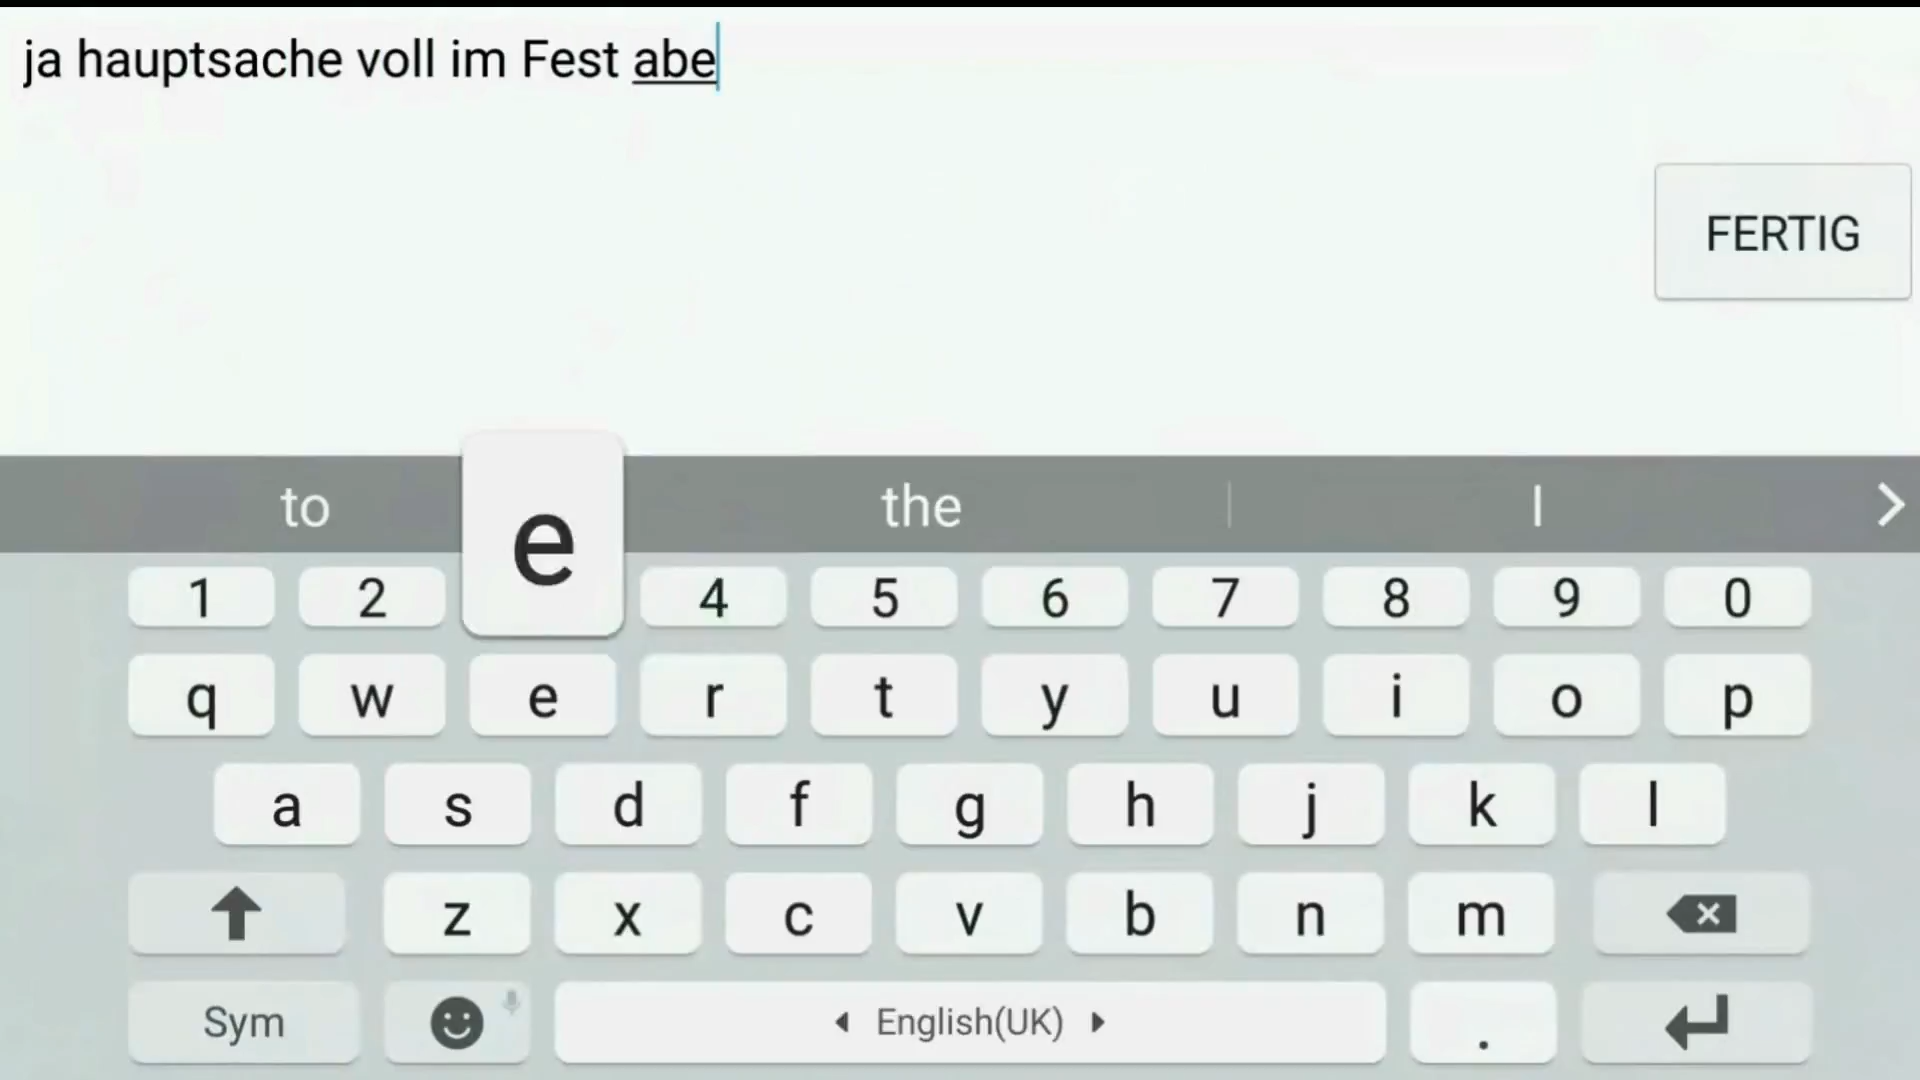 ja hauptsache voll im Fest abe
FERTIG
to
the
I
e
1 2 4 5 6 7 8 9 0
q w e r t y u i o p
a s d f g h j k l
z x c v b n m
Sym English(UK) .